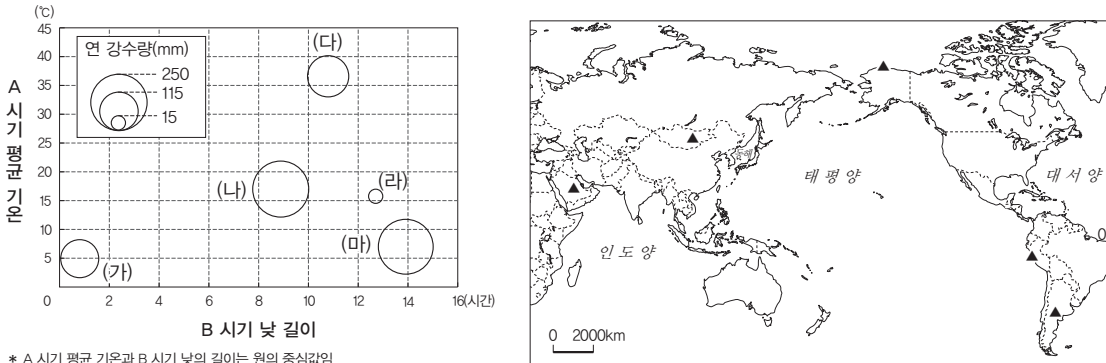 (℃)
45
40
35
30
25
20
15
10
5
0
2
4
6
8
10
12
14
16(시간)
A 시기 평균 기온
연 강수량(mm)
250
115
15
(다)
(나)
(라)
(마)
(가)
B 시기 낮 길이
* A 시기 평균 기온과 B 시기 낮의 길이는 원의 중심값임
동해
태평양
대서양
인도양
0
0 2000km